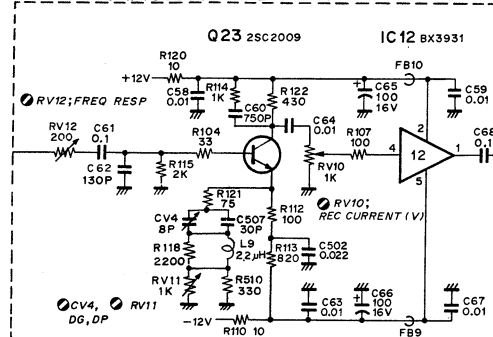 Q23 2SC2009 IC12 BX3931
R120
10
+12V
C58
0.01
R114
1K
C60
750P
R122
430
C64
0.01
C65
100
16V
FB10
C59
0.01
RV12;FREQ RESP
RV12
200
C61
0.1
C62
130P
R104
33
R115
2K
RV10
1K
R107
100
4
2
12
1
5
C68
0.1
RV10;
REC CURRENT (V)
R121
75
CV4
8P
C507
30P
R112
100
R118
2200
L9
2.2μH
R113
820
C502
0.022
RV11
1K
R510
330
CV4, RV11
DG, DP
-12V
R110 10
C63
0.01
C66
100
16V
FB9
C67
0.01